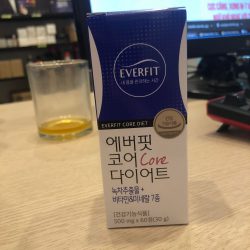 EVERFIT
EVERFIT CORE DIET
에버핏
코어 Core
다이어트
녹차추출물 +
비타민&미네랄 7종
[건강기능식품]
500 mg x 60정(30 g)